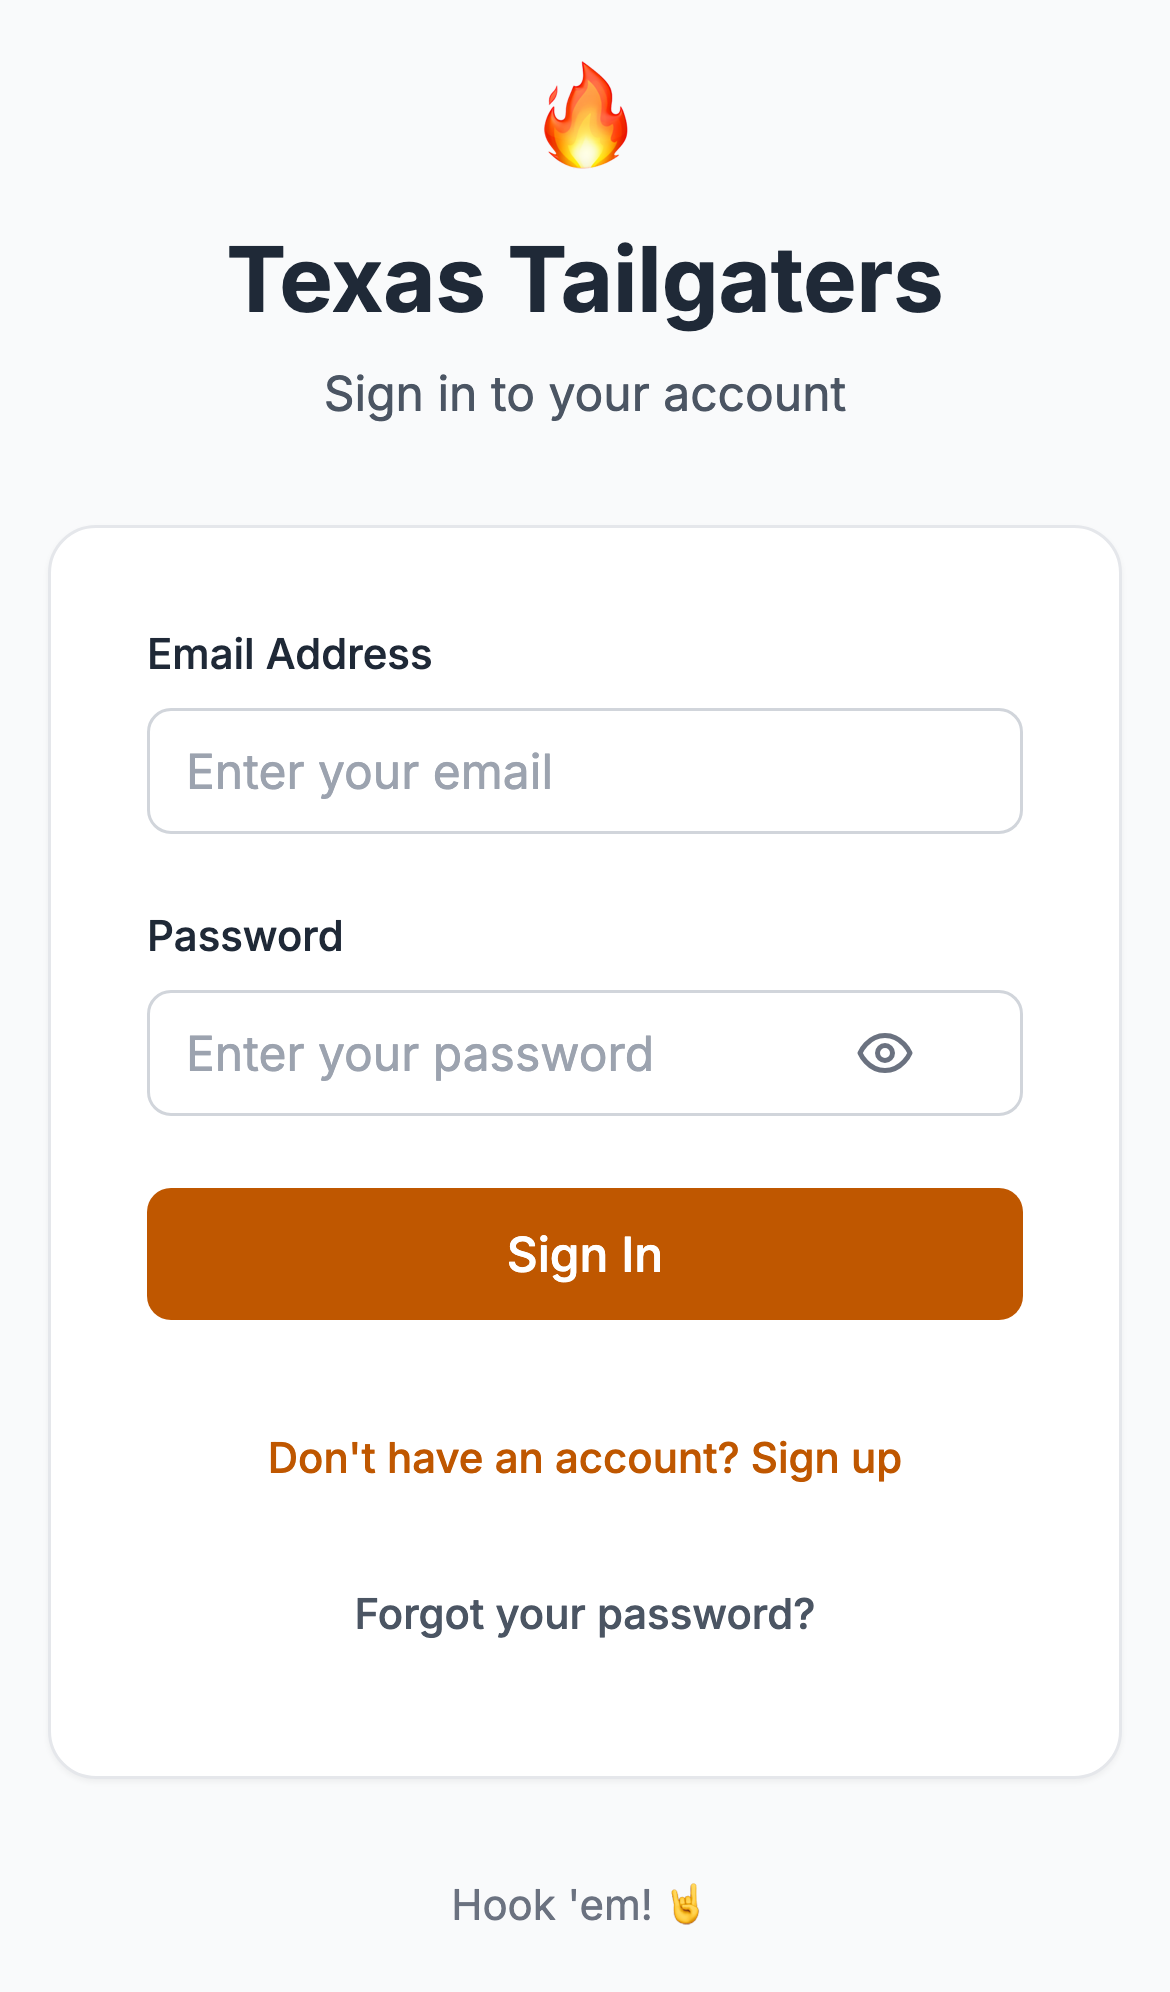 Texas Tailgaters
Sign in to your account
Email Address
Enter your email
Password
Enter your password
Sign In
Don't have an account? Sign up
Forgot your password?
Hook 'em! 🤘